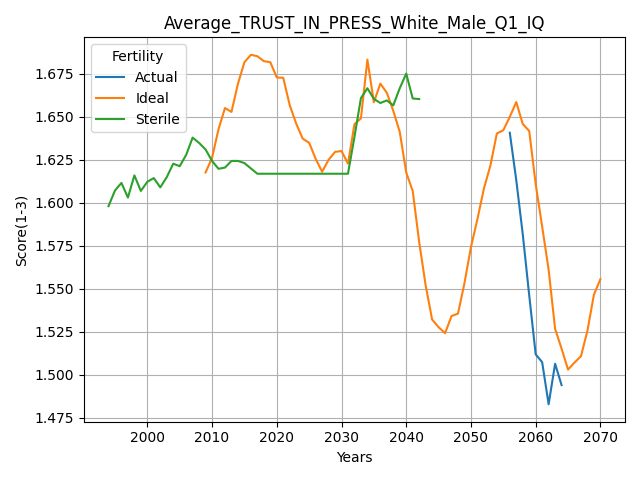 Average_TRUST_IN_PRESS_White_Male_Q1_IQ
Fertility
Actual
Ideal
Sterile
Score(1-3)
1.675
1.650
1.625
1.600
1.575
1.550
1.525
1.500
1.475
2000 2010 2020 2030 2040 2050 2060 2070
Years